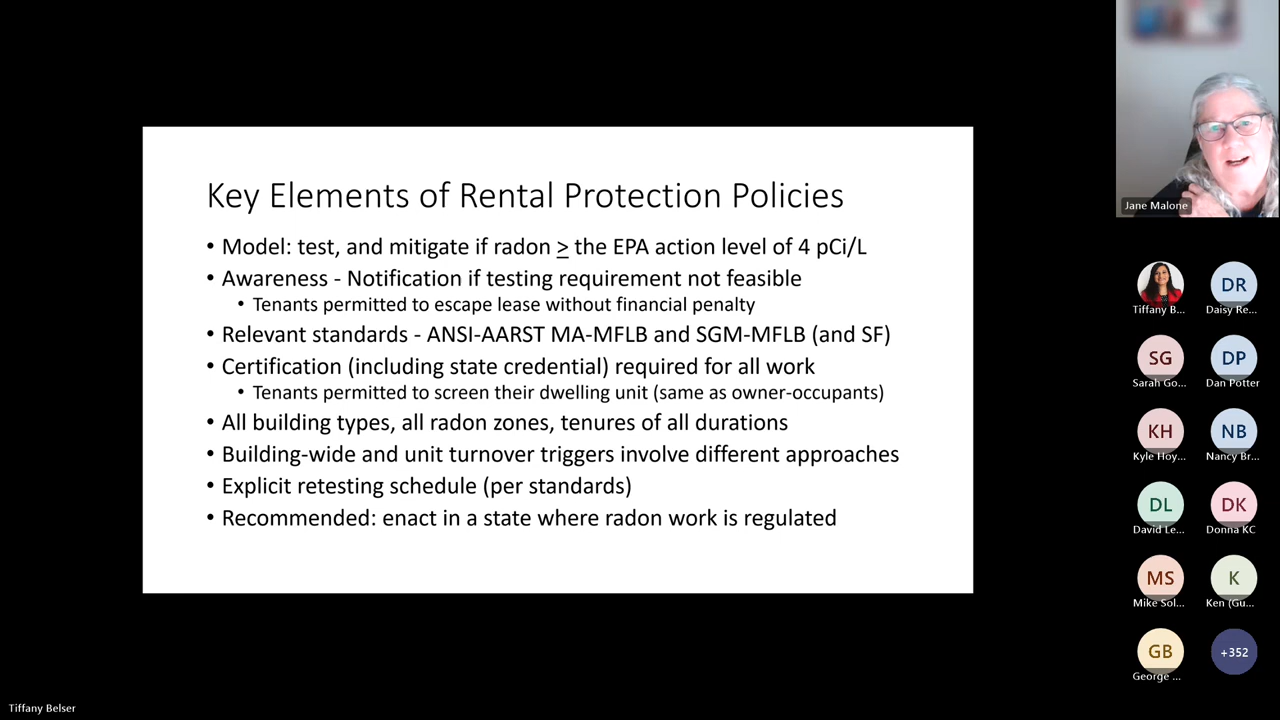 Key Elements of Rental Protection Policies
• Model: test, and mitigate if radon > the EPA action level of 4 pCi/L
• Awareness - Notification if testing requirement not feasible
• Tenants permitted to escape lease without financial penalty
• Relevant standards - ANSI-AARST MA-MFLB and SGM-MFLB (and SF)
• Certification (including state credential) required for all work
• Tenants permitted to screen their dwelling unit (same as owner-occupants)
• All building types, all radon zones, tenures of all durations
• Building-wide and unit turnover triggers involve different approaches
• Explicit retesting schedule (per standards)
• Recommended: enact in a state where radon work is regulated
Jane Malone
Tiffany B...
DR
Daisy Re...
SG
Sarah Go...
DP
Dan Potter
KH
Kyle Hoy...
NB
Nancy Br...
DL
David Le...
DK
Donna KC
MS
Mike Sol...
K
Ken (Gu...
GB
George ...
+352
Tiffany Belser